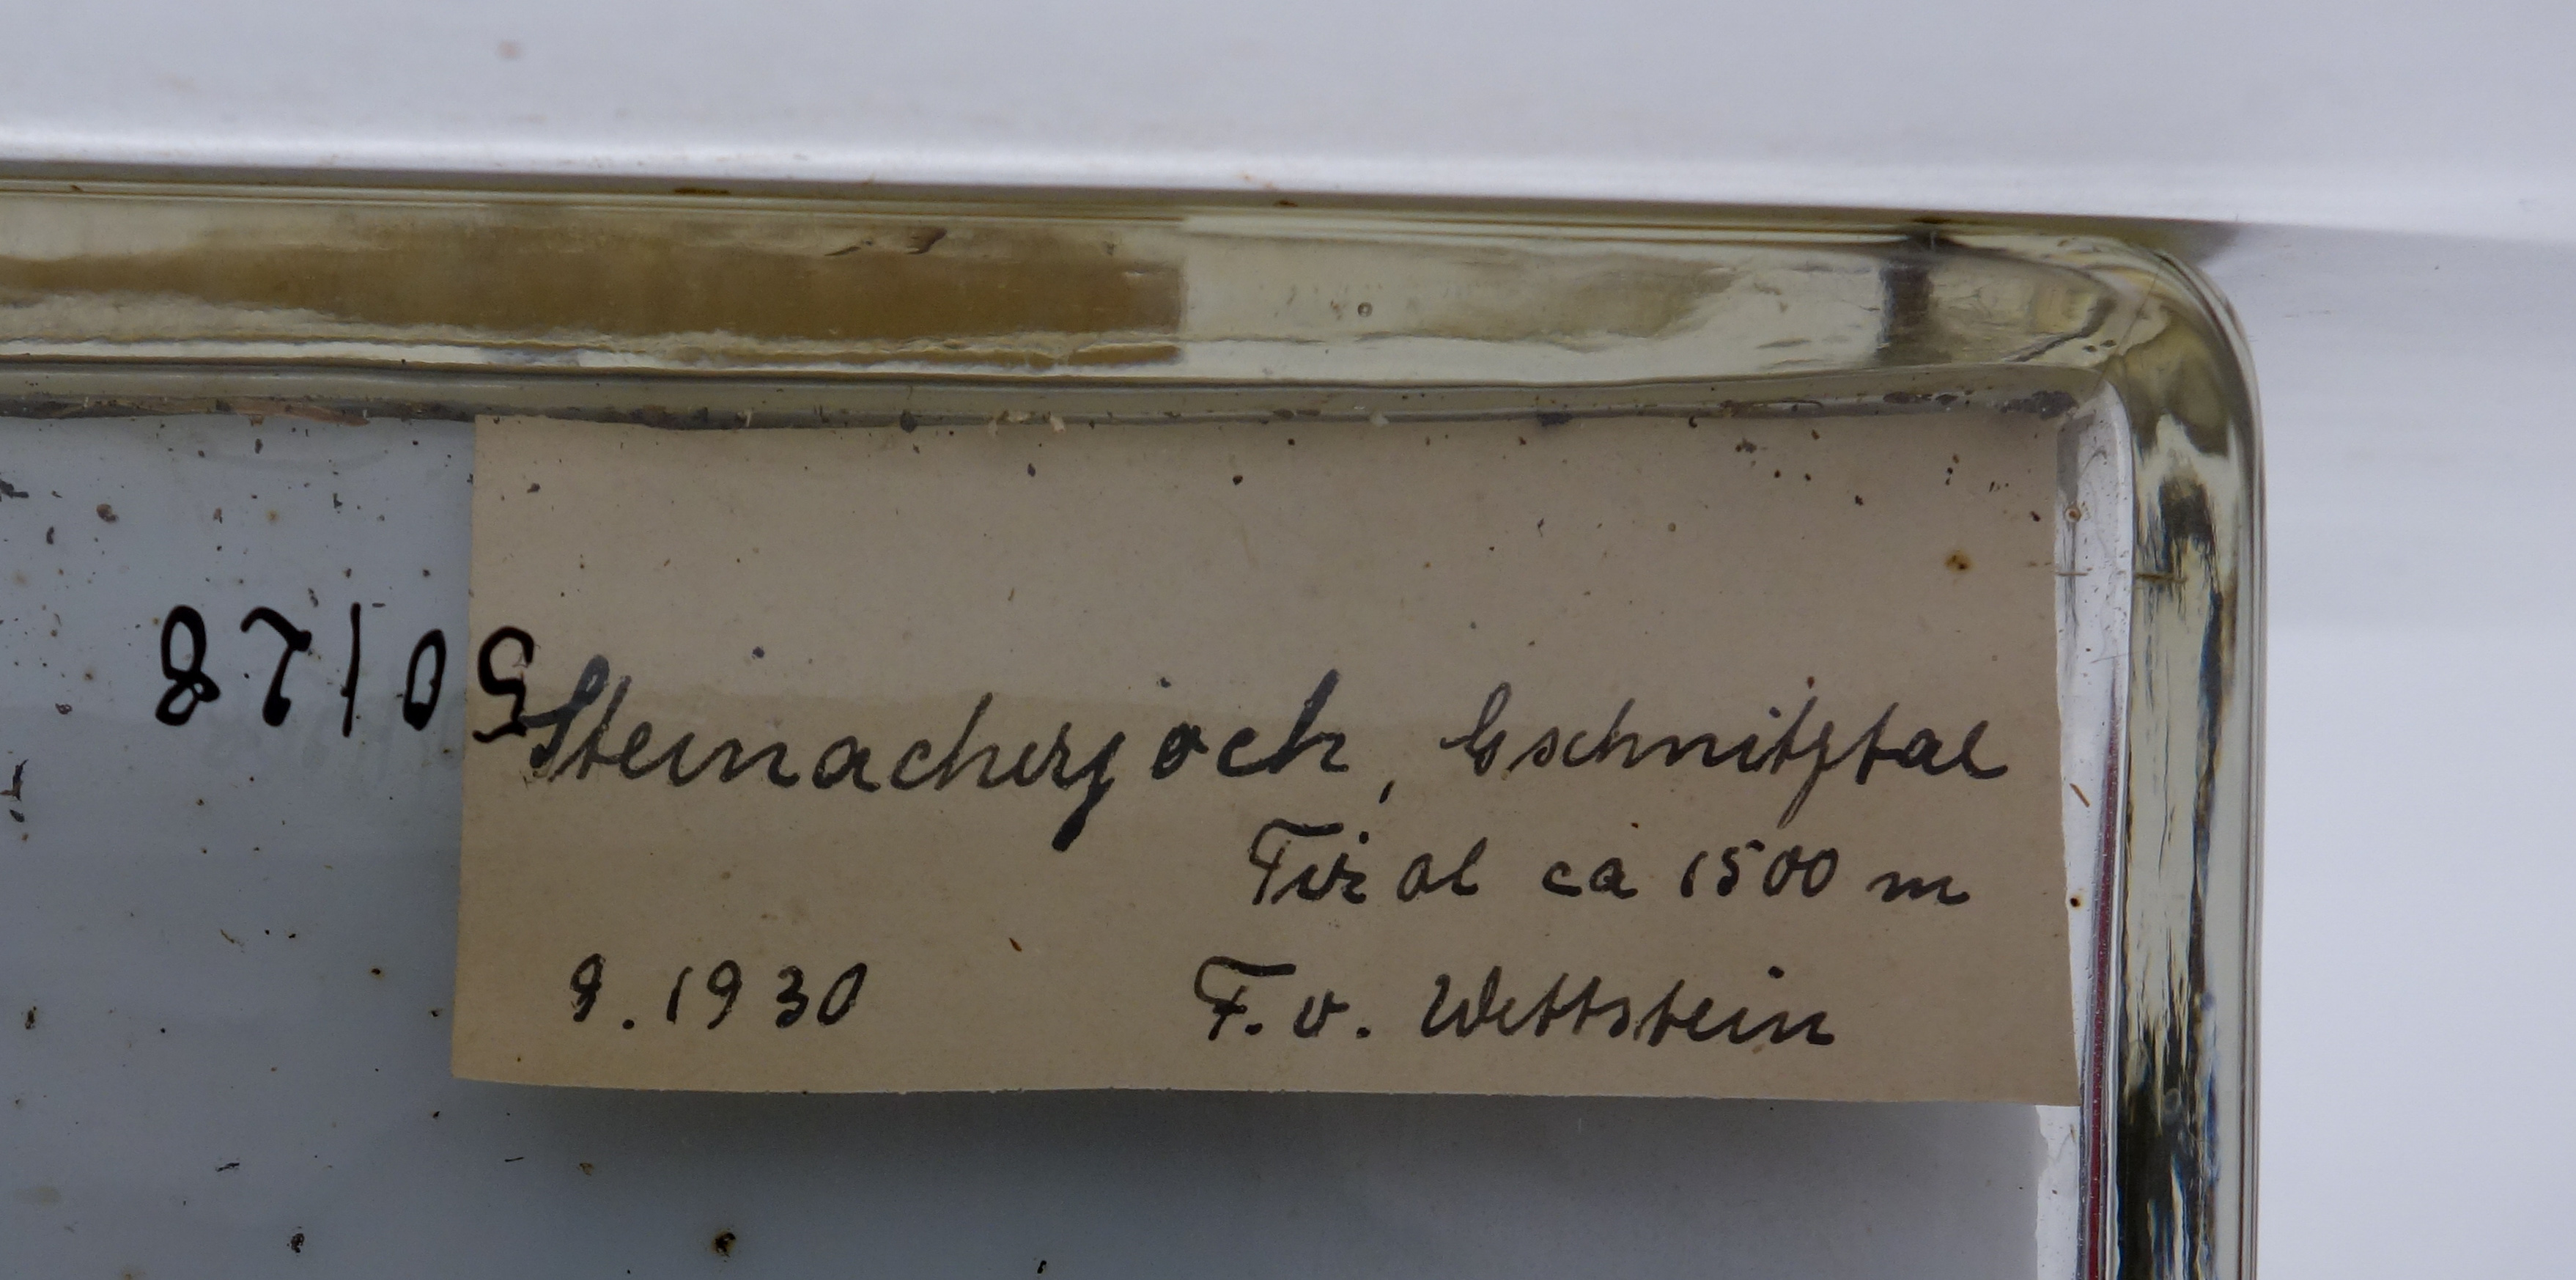 50128
Steinacherjoch, Gschnitztal
Tirol ca 1500 m
9.1930 F. v. Wettstein